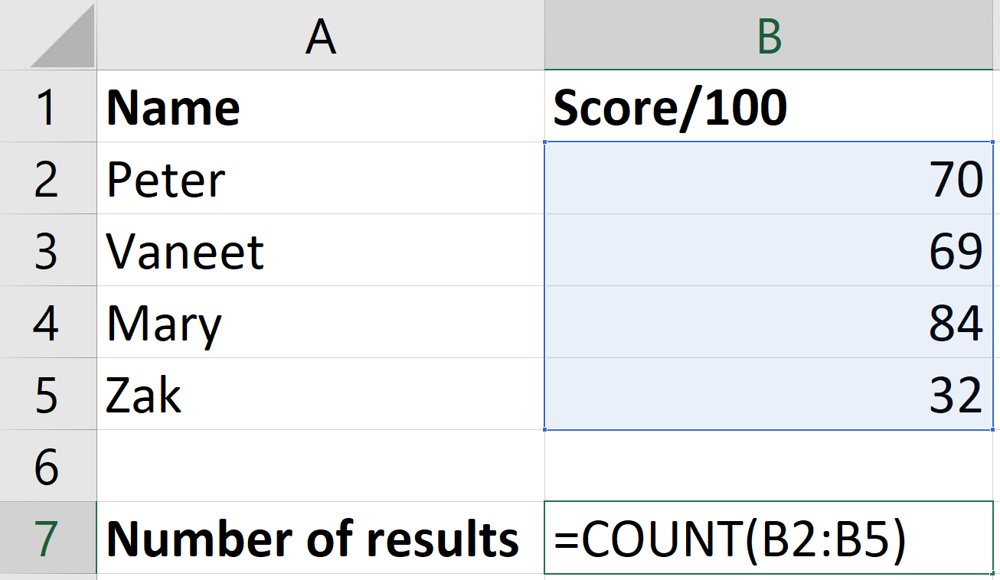 A B
1 Name Score/100
2 Peter 70
3 Vaneet 69
4 Mary 84
5 Zak 32
6
7 Number of results =COUNT(B2:B5)